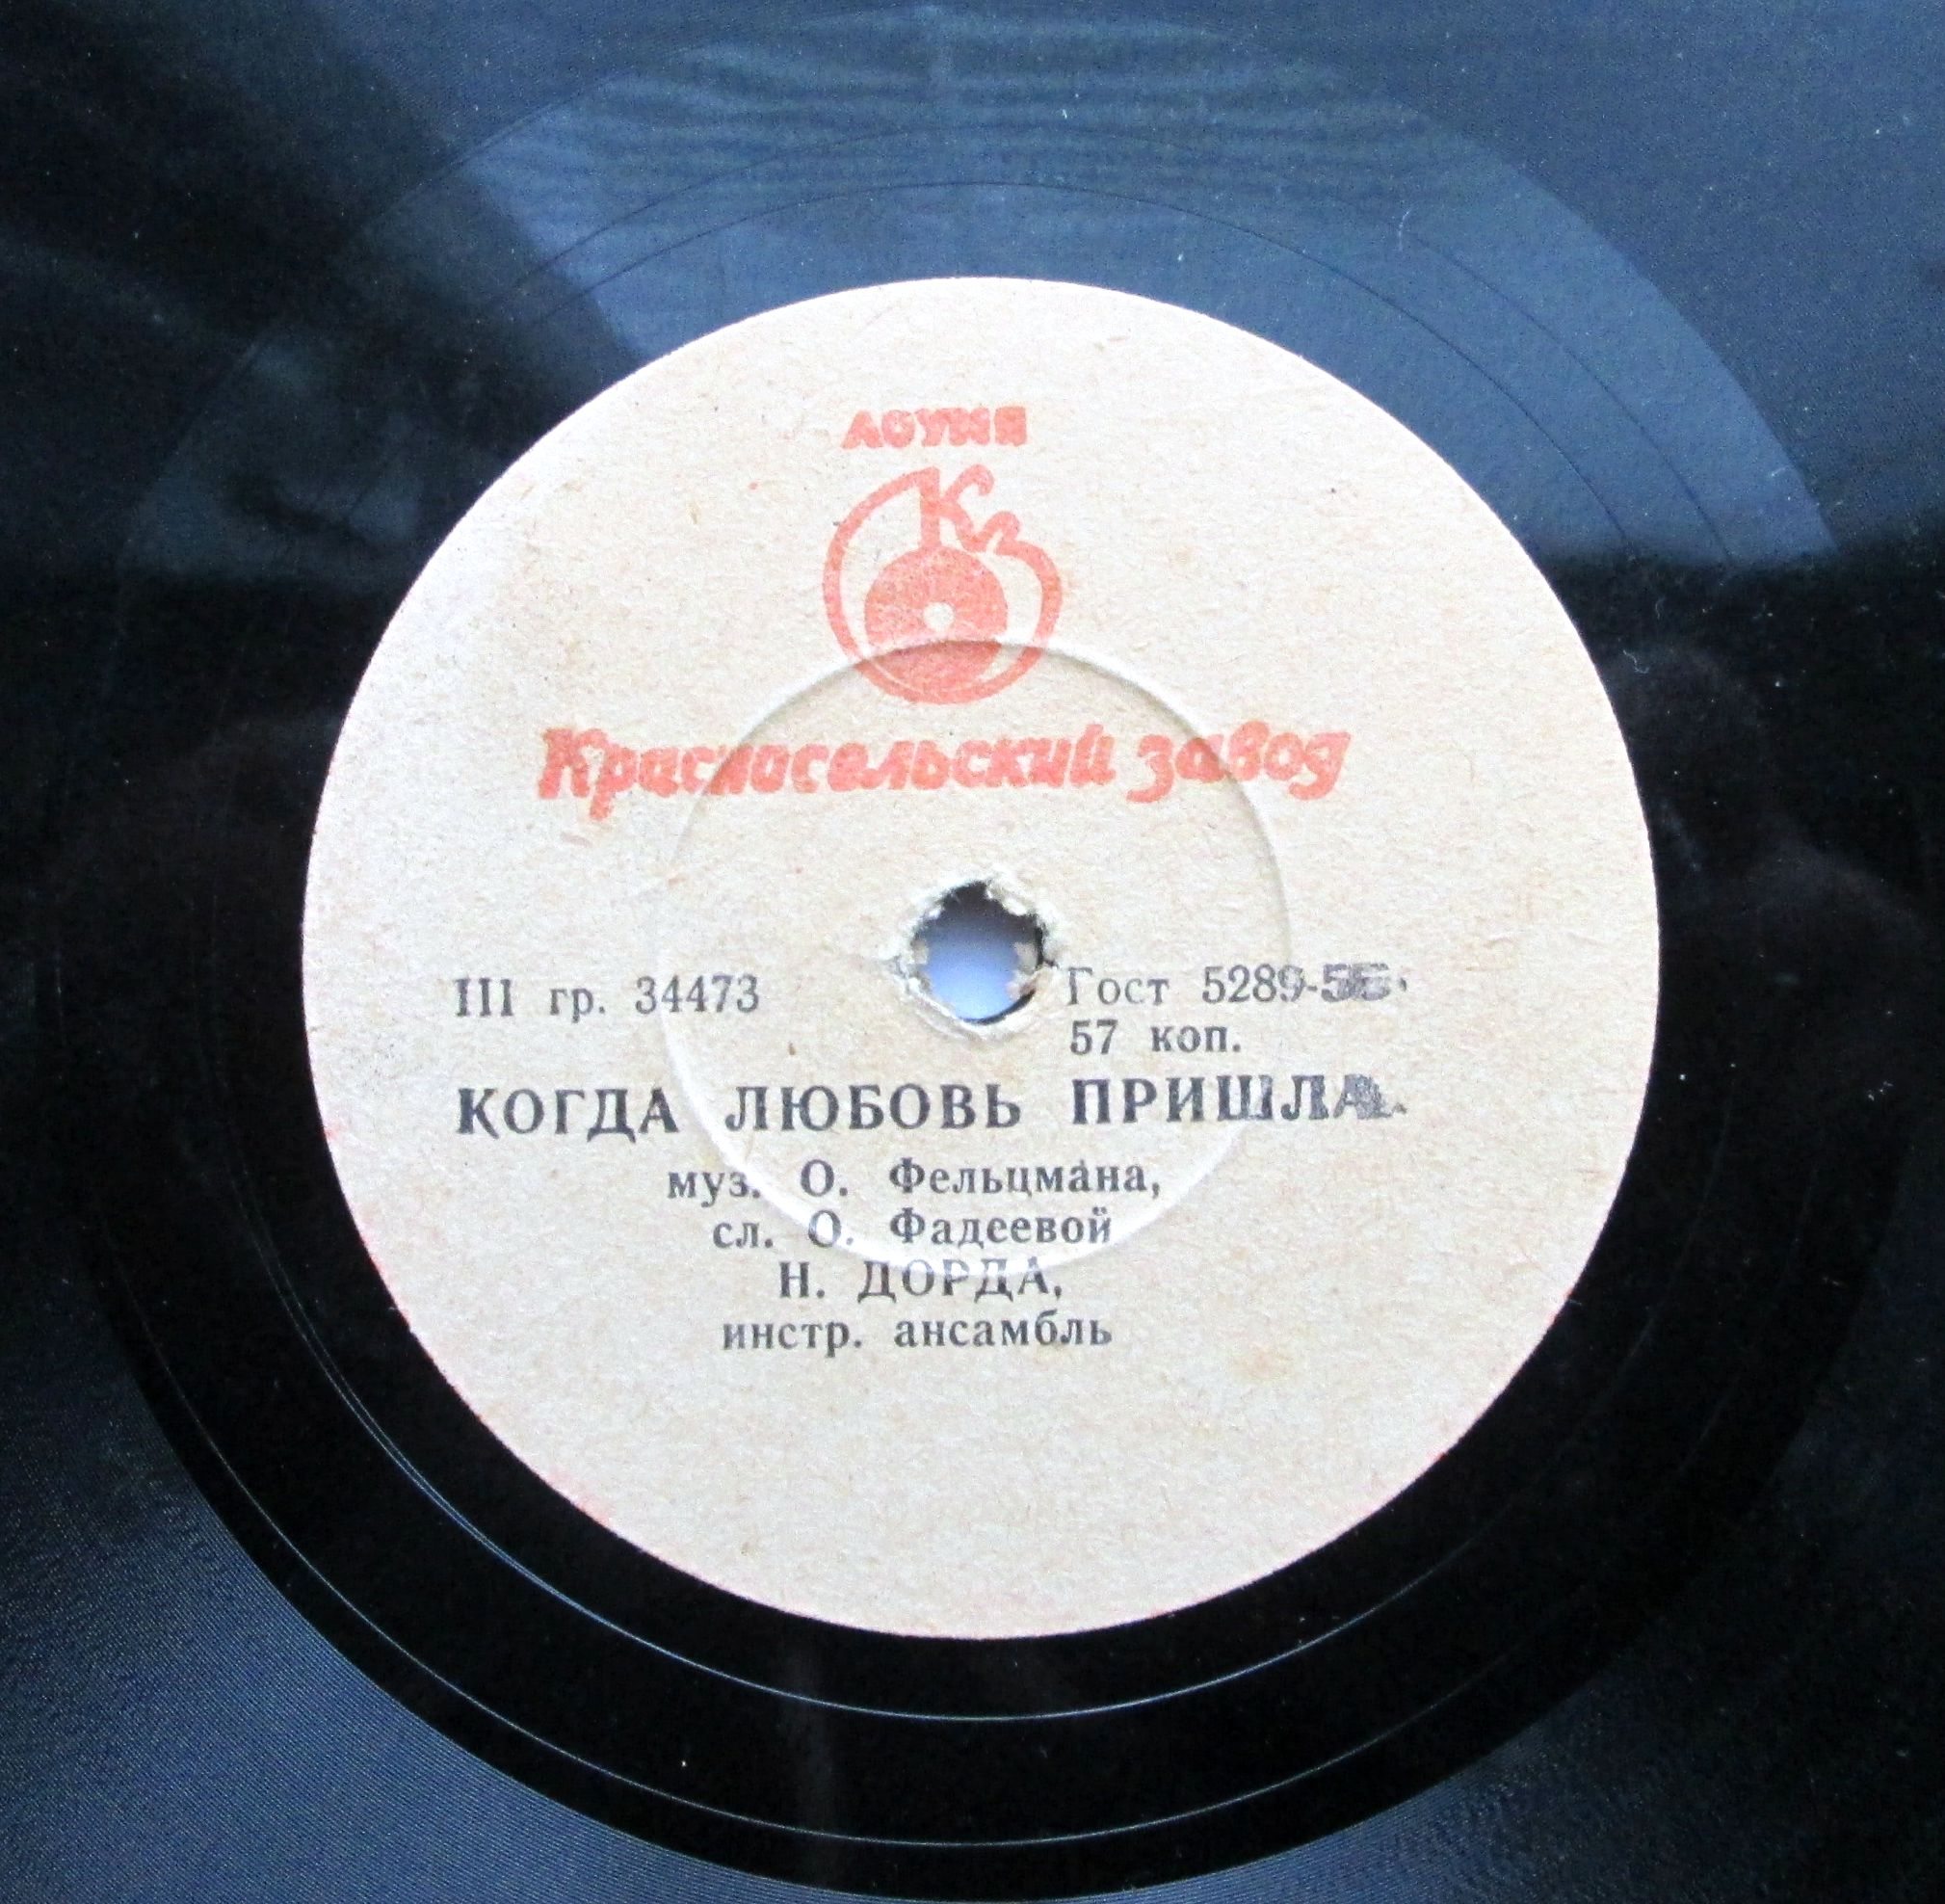 ЛСУМП
Красносельский завод
III гр. 34473 Гост 5289-56.
57 коп.
КОГДА ЛЮБОВЬ ПРИШЛА.
муз. О. Фельцмана,
сл. О. Фадеевой
Н. ДОРДА,
инстр. ансамбль